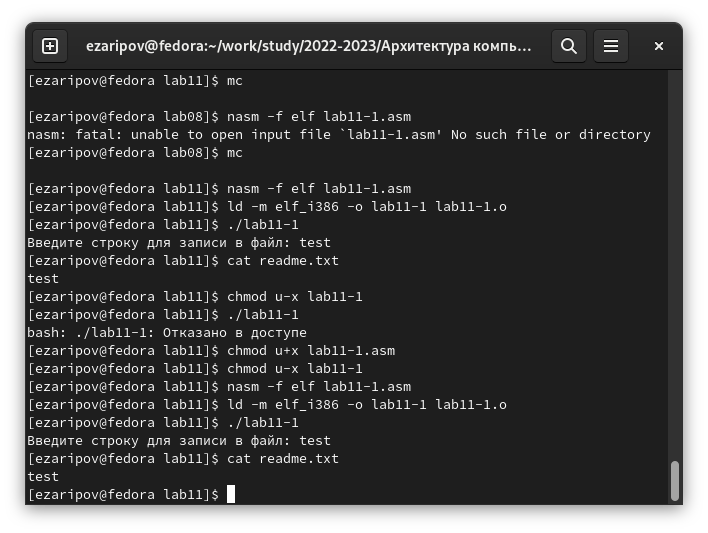 ezaripov@fedora:~/work/study/2022-2023/Архитектура компь...
[ezaripov@fedora lab11]$ mc
[ezaripov@fedora lab08]$ nasm -f elf lab11-1.asm
nasm: fatal: unable to open input file `lab11-1.asm' No such file or directory
[ezaripov@fedora lab08]$ mc
[ezaripov@fedora lab11]$ nasm -f elf lab11-1.asm
[ezaripov@fedora lab11]$ ld -m elf_i386 -o lab11-1 lab11-1.o
[ezaripov@fedora lab11]$ ./lab11-1
Введите строку для записи в файл: test
[ezaripov@fedora lab11]$ cat readme.txt
test
[ezaripov@fedora lab11]$ chmod u-x lab11-1
[ezaripov@fedora lab11]$ ./lab11-1
bash: ./lab11-1: Отказано в доступе
[ezaripov@fedora lab11]$ chmod u+x lab11-1.asm
[ezaripov@fedora lab11]$ chmod u-x lab11-1
[ezaripov@fedora lab11]$ nasm -f elf lab11-1.asm
[ezaripov@fedora lab11]$ ld -m elf_i386 -o lab11-1 lab11-1.o
[ezaripov@fedora lab11]$ ./lab11-1
Введите строку для записи в файл: test
[ezaripov@fedora lab11]$ cat readme.txt
test
[ezaripov@fedora lab11]$